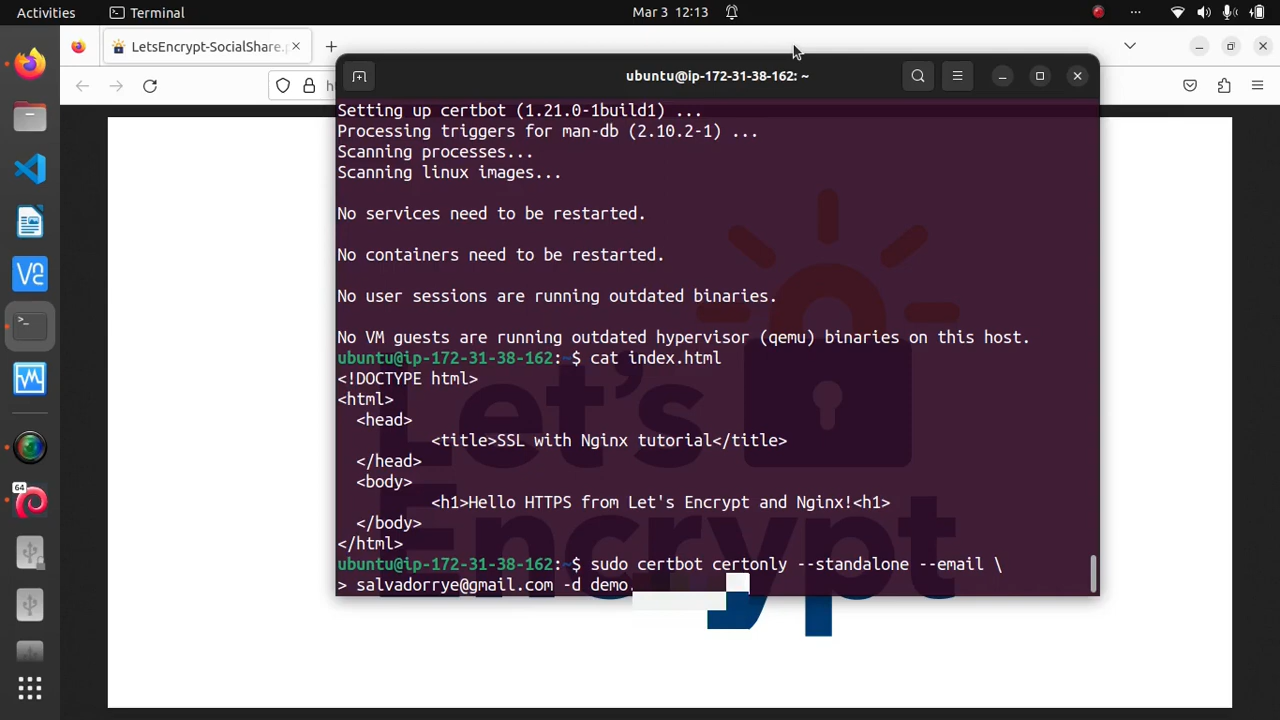 Activities
Terminal
Mar 3 12:13
LetsEncrypt-SocialShare.p
ubuntu@ip-172-31-38-162: ~
Setting up certbot (1.21.0-1build1) ...
Processing triggers for man-db (2.10.2-1) ...
Scanning processes...
Scanning linux images...
No services need to be restarted.
No containers need to be restarted.
No user sessions are running outdated binaries.
No VM guests are running outdated hypervisor (qemu) binaries on this host.
ubuntu@ip-172-31-38-162:~$ cat index.html
<!DOCTYPE html>
<html>
<head>
<title>SSL with Nginx tutorial</title>
</head>
<body>
<h1>Hello HTTPS from Let's Encrypt and Nginx!<h1>
</body>
</html>
ubuntu@ip-172-31-38-162:~$ sudo certbot certonly --standalone --email \
> salvadorrye@gmail.com -d demo.
Let's
Encrypt
64